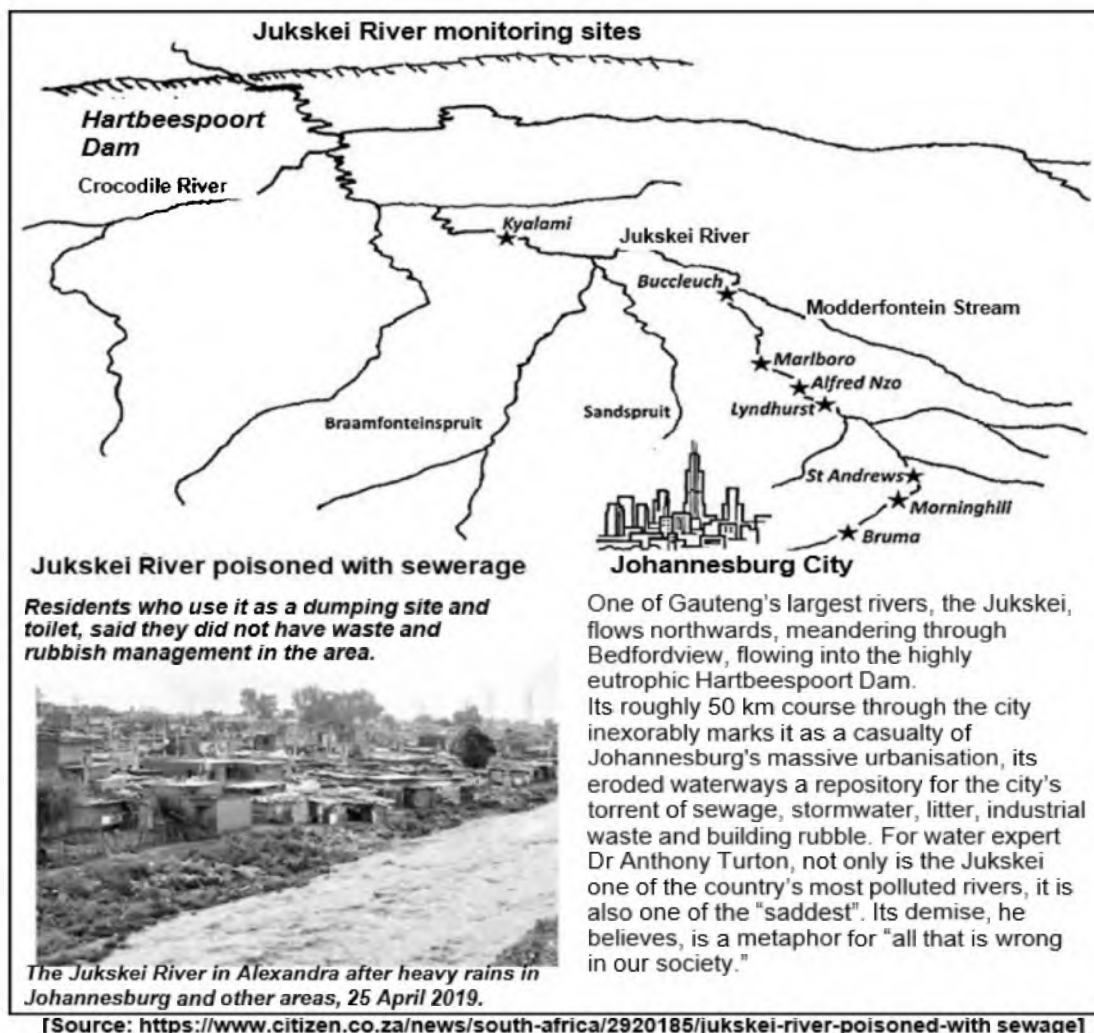 Jukskei River monitoring sites
Hartbeespoort
Dam
Crocodile River
Kyalami
Jukskei River
Buccleuch
Modderfontein Stream
Marlboro
Alfred Nzo
Lyndhurst
Braamfonteinspruit
Sandspruit
St Andrews
Morninghill
Bruma
Johannesburg City
Jukskei River poisoned with sewerage
Residents who use it as a dumping site and
toilet, said they did not have waste and
rubbish management in the area.
The Jukskei River in Alexandra after heavy rains in
Johannesburg and other areas, 25 April 2019.
One of Gauteng's largest rivers, the Jukskei,
flows northwards, meandering through
Bedfordview, flowing into the highly
eutrophic Hartbeespoort Dam.
Its roughly 50 km course through the city
inexorably marks it as a casualty of
Johannesburg's massive urbanisation, its
eroded waterways a repository for the city's
torrent of sewage, stormwater, litter, industrial
waste and building rubble. For water expert
Dr Anthony Turton, not only is the Jukskei
one of the country's most polluted rivers, it is
also one of the "saddest". Its demise, he
believes, is a metaphor for "all that is wrong
in our society."
[Source: https://www.citizen.co.za/news/south-africa/2920185/jukskei-river-poisoned-with sewage]